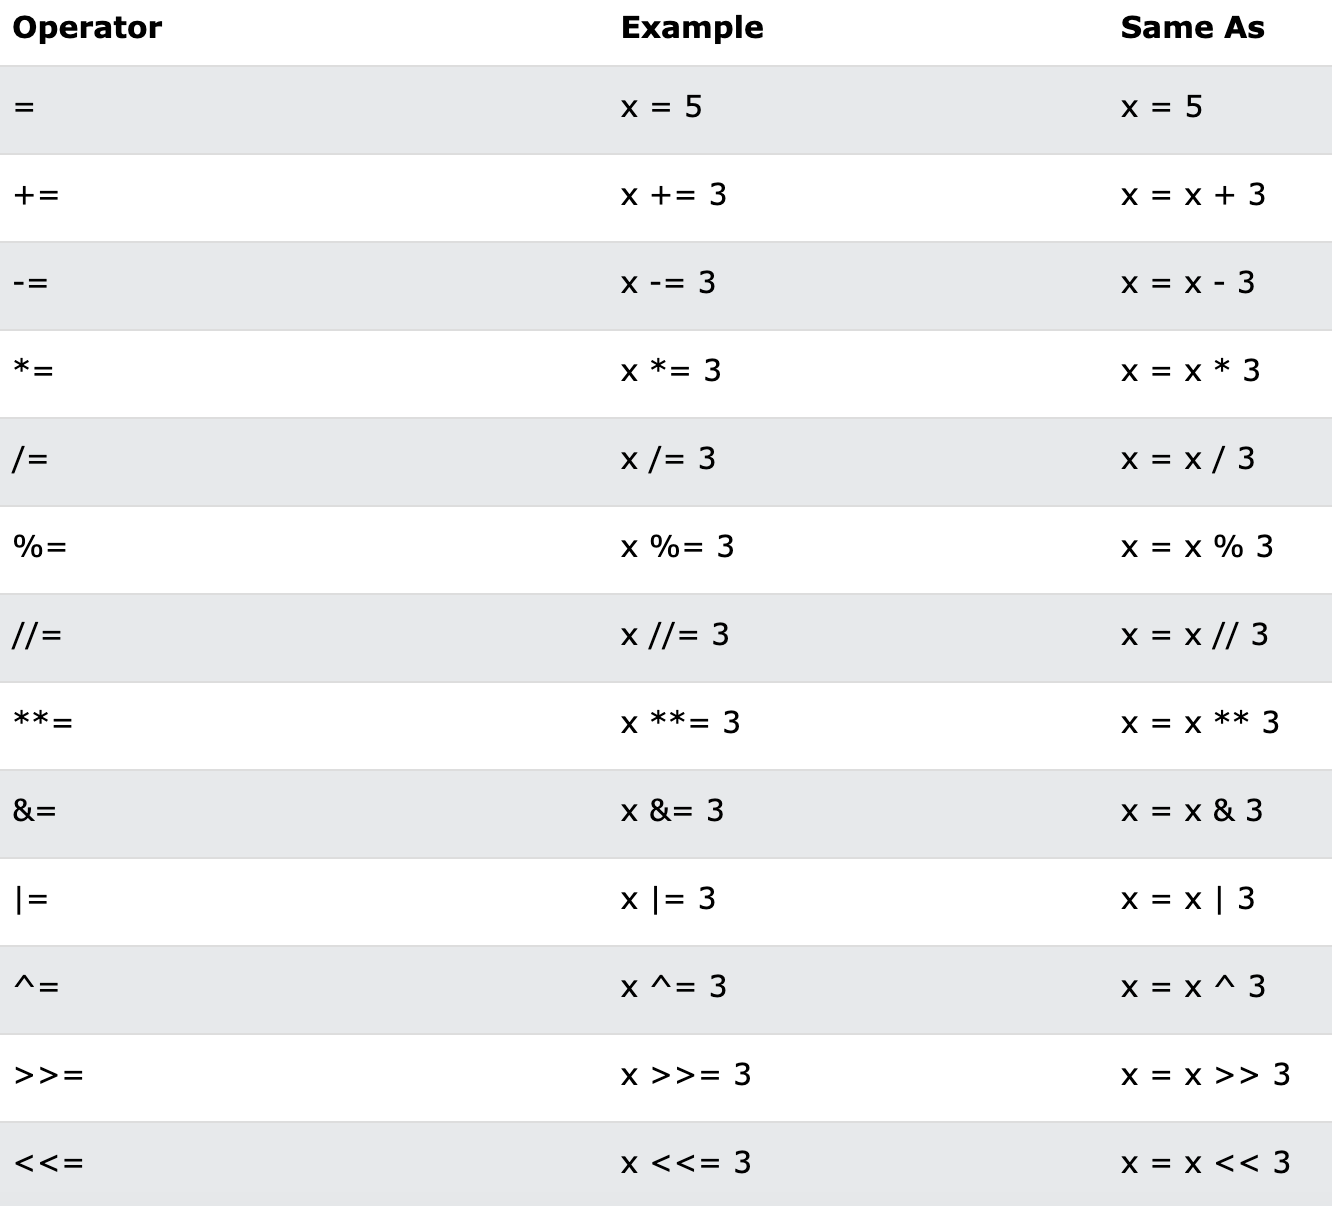 Operator Example Same As
= x = 5 x = 5
+= x += 3 x = x + 3
-= x -= 3 x = x - 3
*= x *= 3 x = x * 3
/= x /= 3 x = x / 3
%= x %= 3 x = x % 3
//= x //= 3 x = x // 3
**= x **= 3 x = x ** 3
&= x &= 3 x = x & 3
|= x |= 3 x = x | 3
^= x ^= 3 x = x ^ 3
>>= x >>= 3 x = x >> 3
<<= x <<= 3 x = x << 3